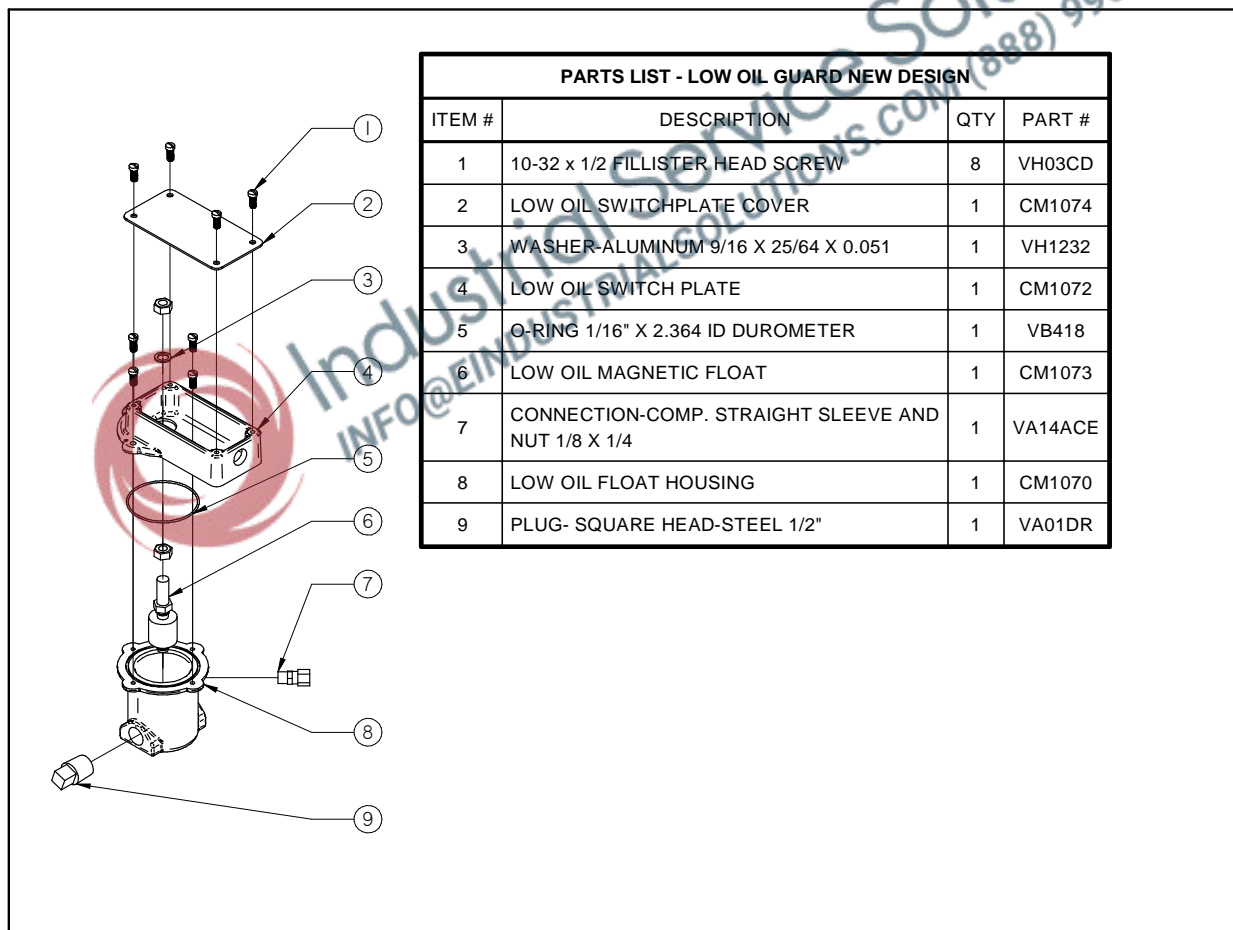 PARTS LIST - LOW OIL GUARD NEW DESIGN
ITEM # DESCRIPTION QTY PART #
1 10-32 x 1/2 FILLISTER HEAD SCREW 8 VH03CD
2 LOW OIL SWITCHPLATE COVER 1 CM1074
3 WASHER-ALUMINUM 9/16 X 25/64 X 0.051 1 VH1232
4 LOW OIL SWITCH PLATE 1 CM1072
5 O-RING 1/16" X 2.364 ID DUROMETER 1 VB418
6 LOW OIL MAGNETIC FLOAT 1 CM1073
7 CONNECTION-COMP. STRAIGHT SLEEVE AND
NUT 1/8 X 1/4 1 VA14ACE
8 LOW OIL FLOAT HOUSING 1 CM1070
9 PLUG- SQUARE HEAD-STEEL 1/2" 1 VA01DR
1
2
3
4
5
6
7
8
9
Industrial Service
INFO@EINDUSTRIALSOLUTIONS.COM (888)